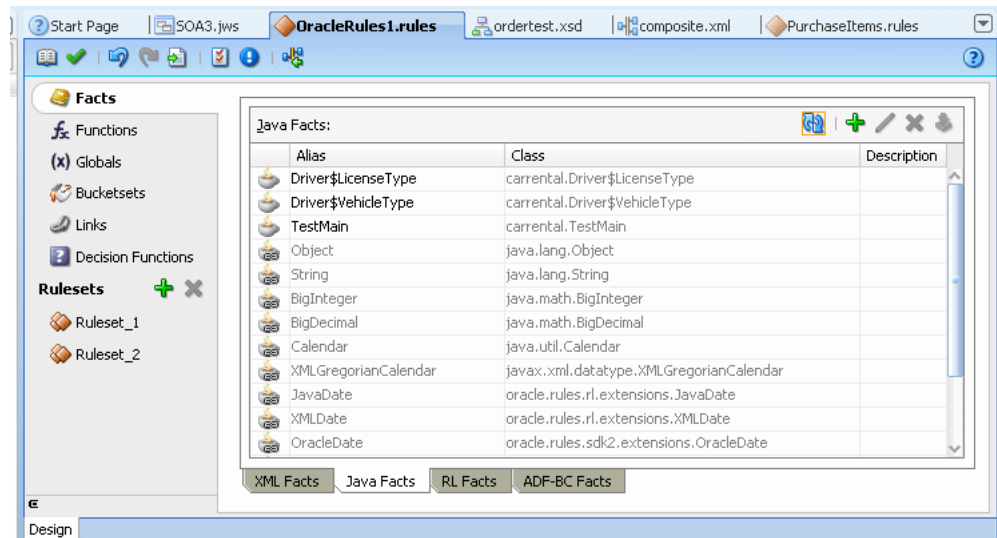 Start Page SOA3.jws OracleRules1.rules ordertest.xsd composite.xml PurchaseItems.rules
Facts
Functions
(x) Globals
Bucketsets
Links
Decision Functions
Rulesets
Ruleset_1
Ruleset_2
Java Facts:
Alias Class Description
Driver$LicenseType carrental.Driver$LicenseType
Driver$VehicleType carrental.Driver$VehicleType
TestMain carrental.TestMain
Object java.lang.Object
String java.lang.String
BigInteger java.math.BigInteger
BigDecimal java.math.BigDecimal
Calendar java.util.Calendar
XMLGregorianCalendar javax.xml.datatype.XMLGregorianCalendar
JavaDate oracle.rules.rl.extensions.JavaDate
XMLDate oracle.rules.rl.extensions.XMLDate
OracleDate oracle.rules.sdk2.extensions.OracleDate
XML Facts Java Facts RL Facts ADF-BC Facts
Design